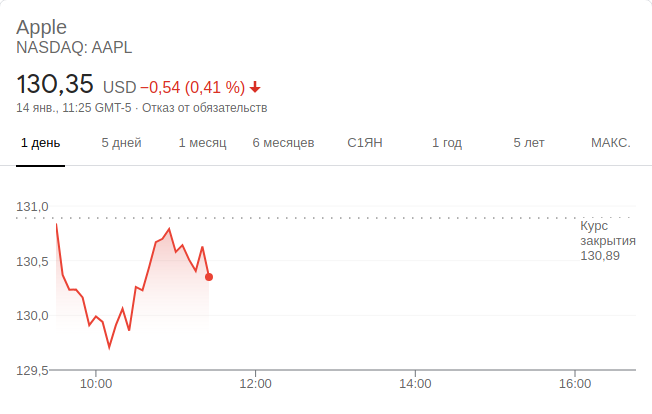 Apple
NASDAQ: AAPL
130,35 USD −0,54 (0,41 %)
14 янв., 11:25 GMT-5 · Отказ от обязательств
1 день 5 дней 1 месяц 6 месяцев С1ЯН 1 год 5 лет МАКС.
131,0
Курс
закрытия
130,89
130,5
130,0
129,5
10:00 12:00 14:00 16:00